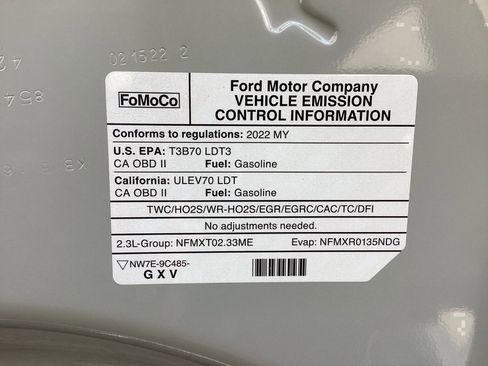 021522 2
854
FoMoCo
Ford Motor Company
VEHICLE EMISSION
CONTROL INFORMATION
Conforms to regulations: 2022 MY
U.S. EPA: T3B70 LDT3
CA OBD II Fuel: Gasoline
California: ULEV70 LDT
CA OBD II Fuel: Gasoline
TWC/HO2S/WR-HO2S/EGR/EGRC/CAC/TC/DFI
No adjustments needed.
2.3L-Group: NFMXT02.33ME Evap: NFMXR0135NDG
NW7E-9C485-
G X V